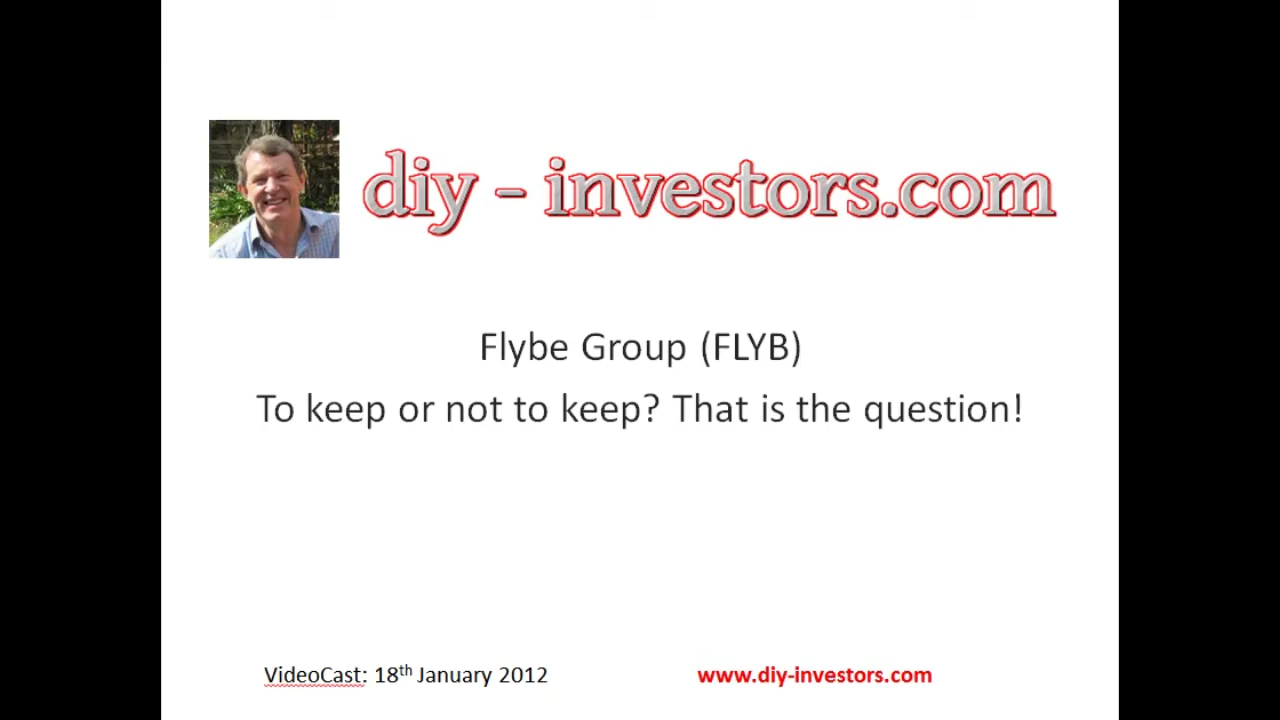 diy - investors.com
Flybe Group (FLYB)
To keep or not to keep? That is the question!
VideoCast: 18th January 2012
www.diy-investors.com